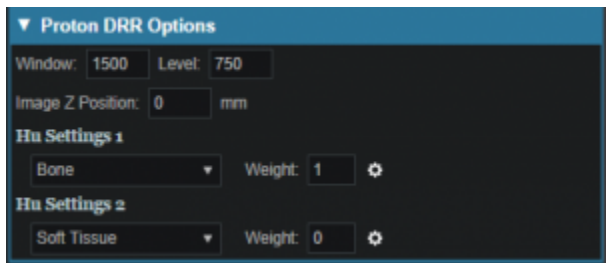 ▼ Proton DRR Options
Window: 1500 Level: 750
Image Z Position: 0 mm
Hu Settings 1
Bone Weight: 1
Hu Settings 2
Soft Tissue Weight: 0